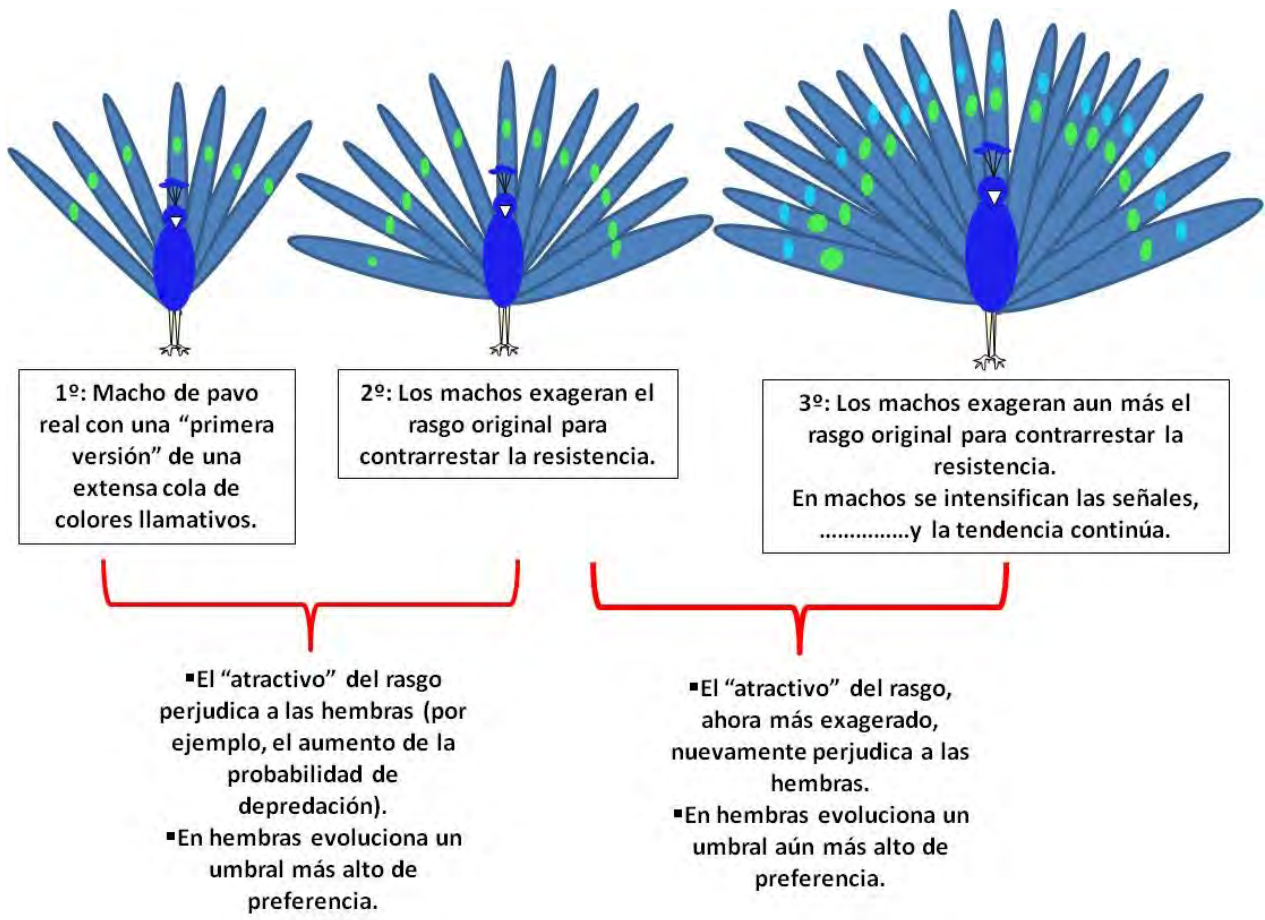 1º: Macho de pavo
real con una “primera
versión” de una
extensa cola de
colores llamativos.
2º: Los machos exageran el
rasgo original para
contrarrestar la resistencia.
3º: Los machos exageran aun más el
rasgo original para contrarrestar la
resistencia.
En machos se intensifican las señales,
...............y la tendencia continúa.
▪El “atractivo” del rasgo
perjudica a las hembras (por
ejemplo, el aumento de la
probabilidad de
depredación).
▪En hembras evoluciona un
umbral más alto de
preferencia.
▪El “atractivo” del rasgo,
ahora más exagerado,
nuevamente perjudica a las
hembras.
▪En hembras evoluciona un
umbral aún más alto de
preferencia.